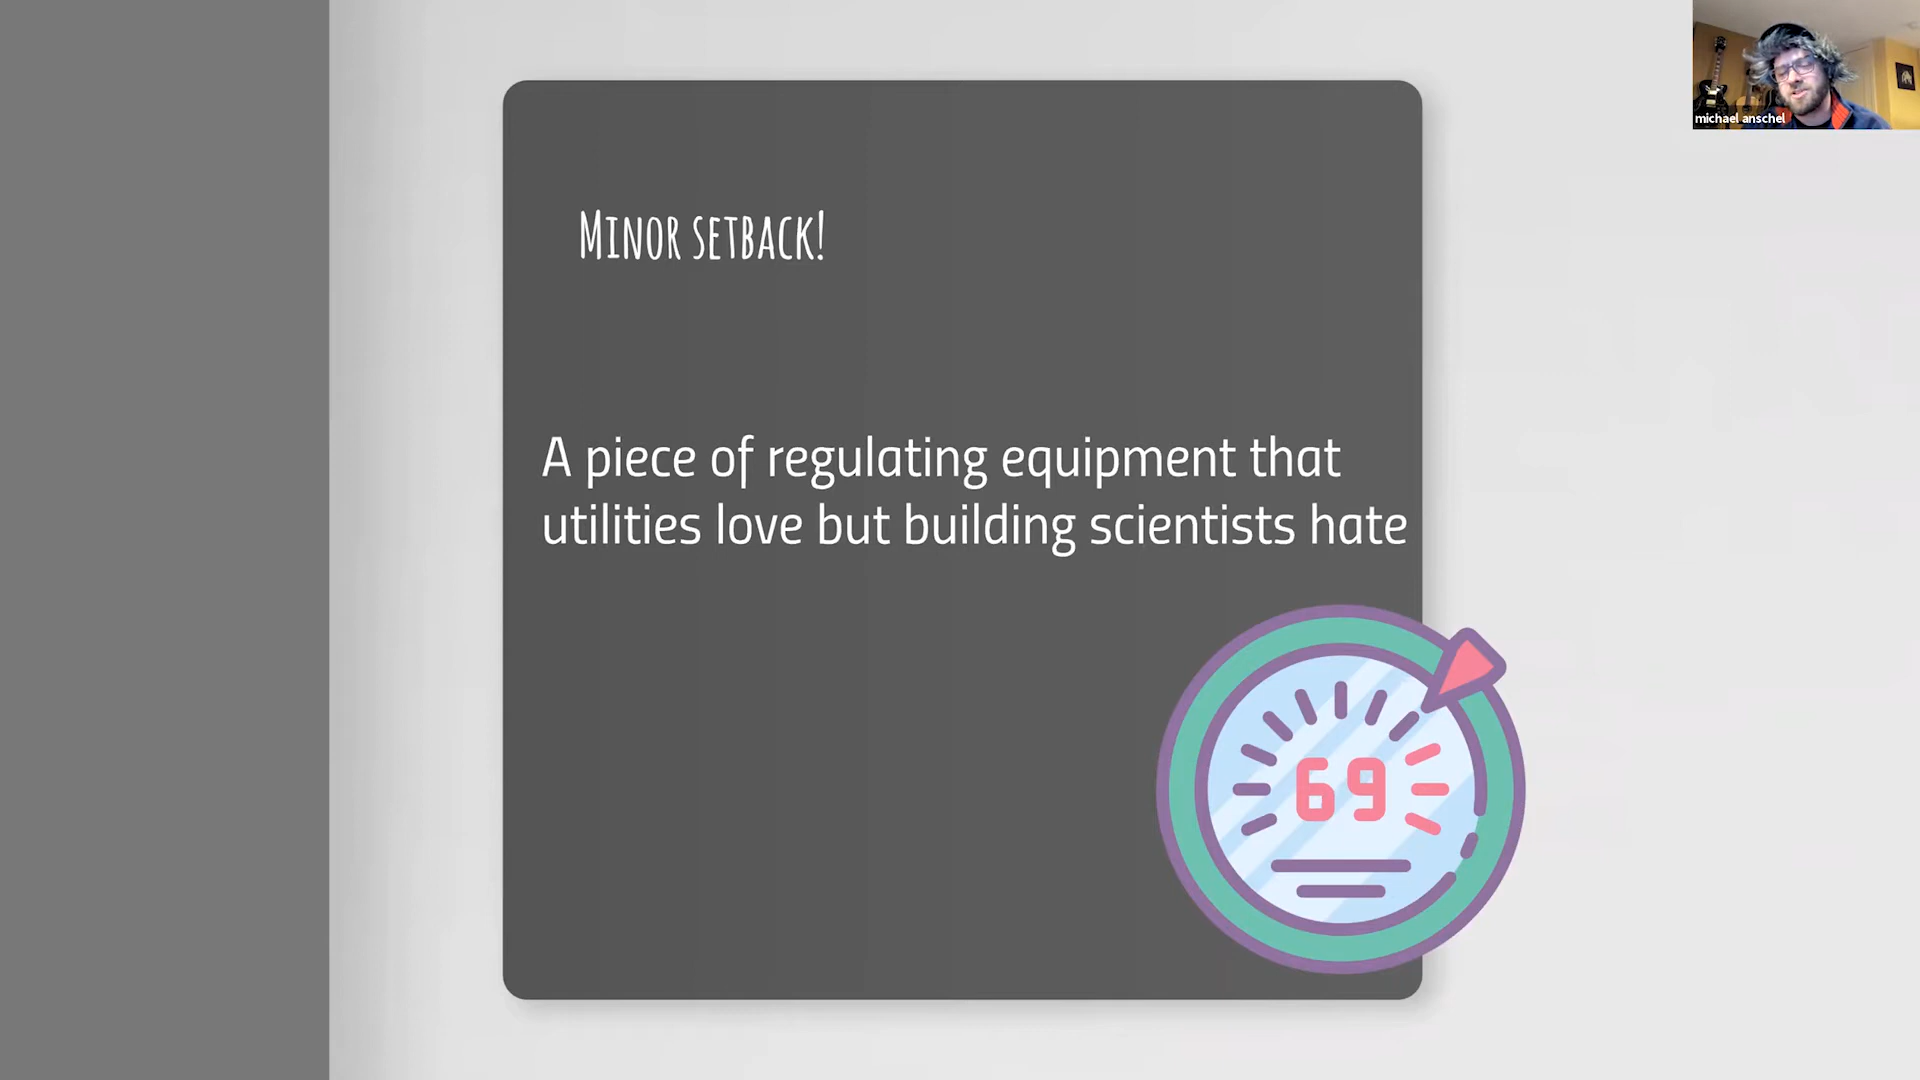 michael anschel
Minor setback!
A piece of regulating equipment that
utilities love but building scientists hate
69